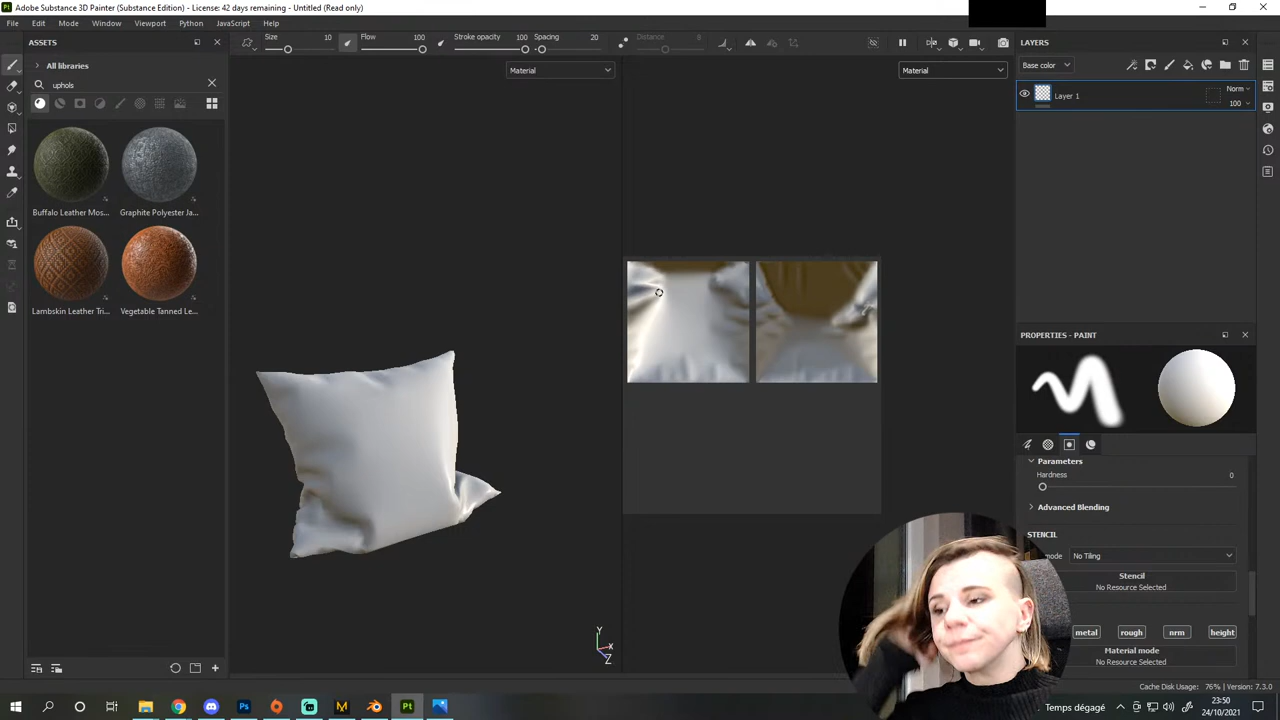 Adobe Substance 3D Painter (Substance Edition) - License: 42 days remaining - Untitled (Read only)
File Edit Mode Window Viewport Python JavaScript Help
Size 10 Flow 100 Stroke opacity 100 Spacing 20 Distance 8
ASSETS
All libraries
uphols
Buffalo Leather Mos... Graphite Polyester Ja...
Lambskin Leather Tri... Vegetable Tanned Le...
Material
Material
Y
X
Z
LAYERS
Base color
Layer 1 Norm
100
PROPERTIES - PAINT
Parameters
Hardness 0
Advanced Blending
STENCIL
mode No Tiling
Stencil
No Resource Selected
metal rough nrm height
Material mode
No Resource Selected
Cache Disk Usage: 76% | Version: 7.3.0
Temps dégagé 23:50
24/10/2021